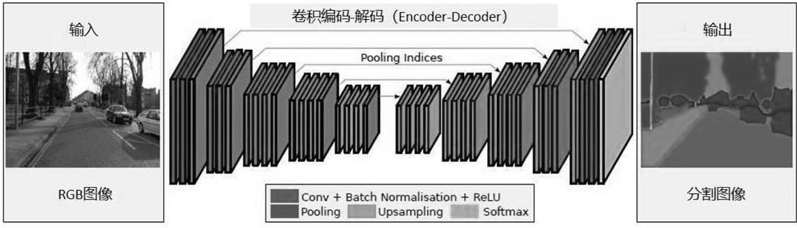 输入
RGB图像
卷积编码-解码（Encoder-Decoder）
Pooling Indices
Conv + Batch Normalisation + ReLU
Pooling Upsampling Softmax
输出
分割图像